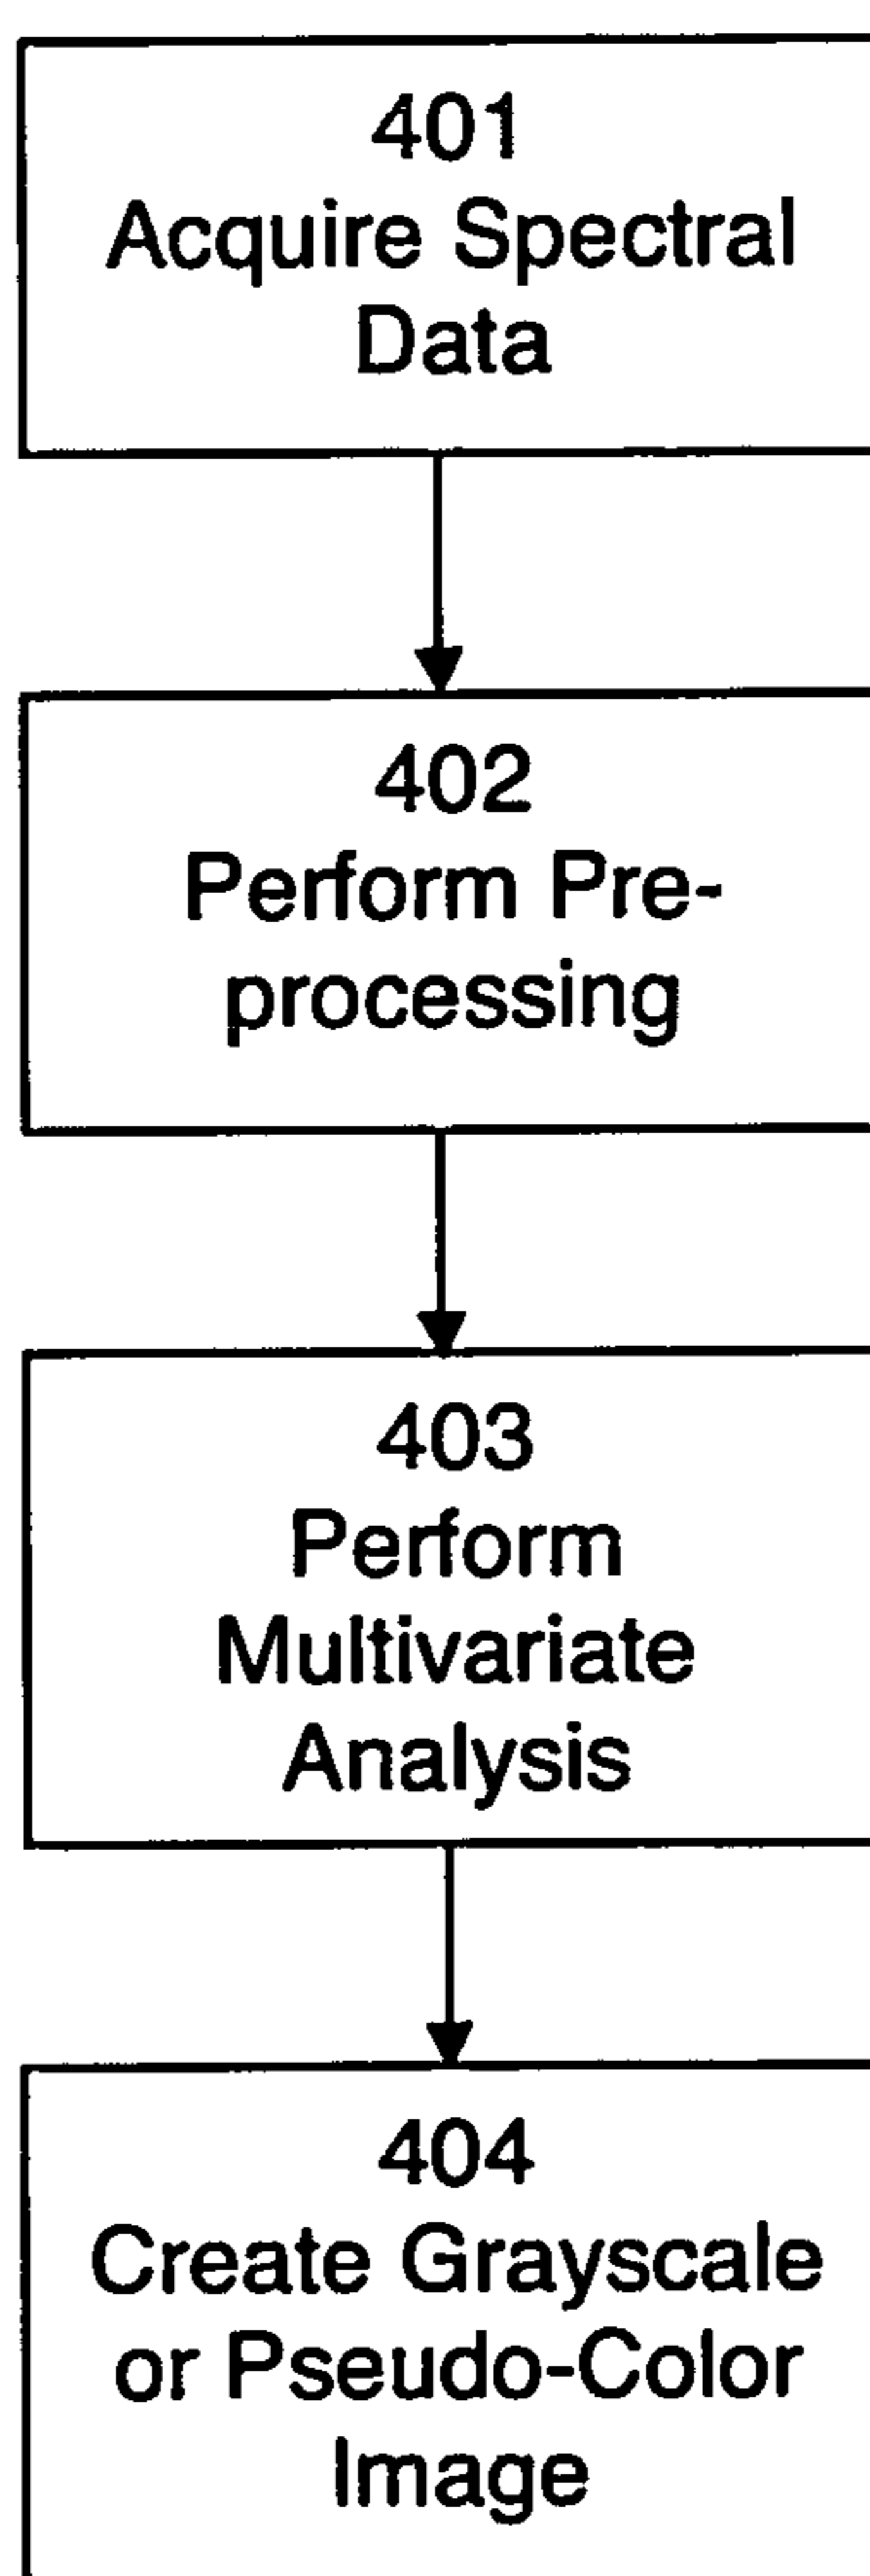 401
Acquire Spectral
Data
402
Perform Pre-
processing
403
Perform
Multivariate
Analysis
404
Create Grayscale
or Pseudo-Color
Image